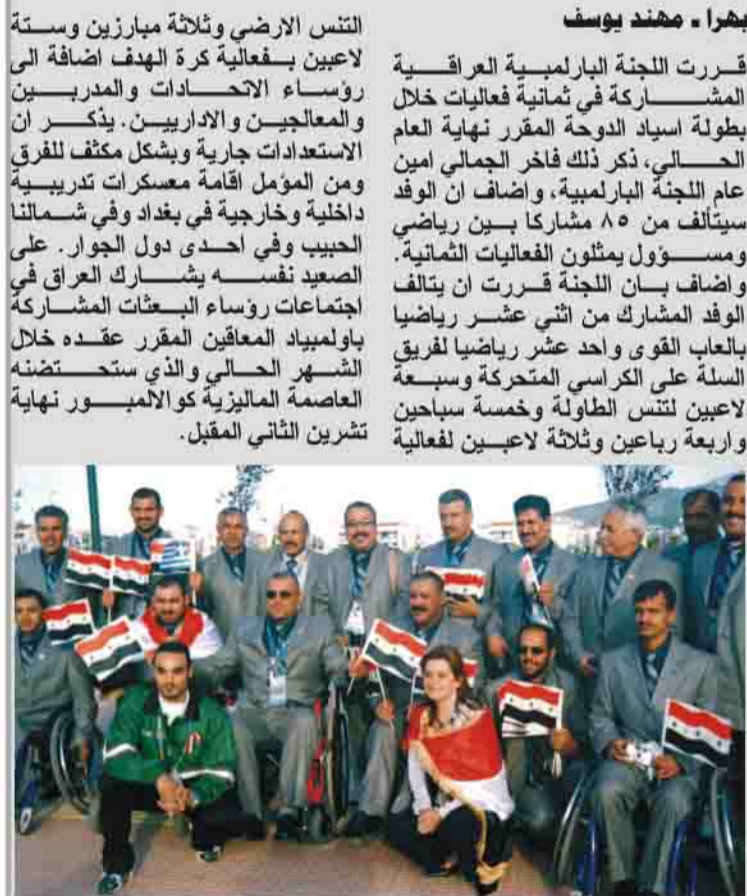 بهرا ـ مهند يوسف
قررت اللجنة البارلمبية العراقية
المشاركة في ثمانية فعاليات خلال
بطولة اسياد الدوحة المقرر نهاية العام
الحالي، ذكر ذلك فاخر الجمالي امين
عام اللجنة البارلمبية، واضاف ان الوفد
سيتألف من ٨٥ مشاركا بين رياضي
ومسؤول يمثلون الفعاليات الثمانية.
واضاف بان اللجنة قررت ان يتالف
الوفد المشارك من اثني عشر رياضيا
بالعاب القوى واحد عشر رياضيا لفريق
السلة على الكراسي المتحركة وسبعة
لاعبين لتنس الطاولة وخمسة سباحين
واربعة رباعين وثلاثة لاعبين لفعالية
التنس الارضي وثلاثة مبارزين وستة
لاعبين بفعالية كرة الهدف اضافة الى
رؤساء الاتحادات والمدربين
والمعالجين والاداريين. يذكر ان
الاستعدادات جارية وبشكل مكثف للفرق
ومن المؤمل اقامة معسكرات تدريبية
داخلية وخارجية في بغداد وفي شمالنا
الحبيب وفي احدى دول الجوار. على
الصعيد نفسه يشارك العراق في
اجتماعات رؤساء البعثات المشاركة
باولمبياد المعاقين المقرر عقده خلال
الشهر الحالي والذي ستحتضنه
العاصمة الماليزية كوالالمبور نهاية
تشرين الثاني المقبل.